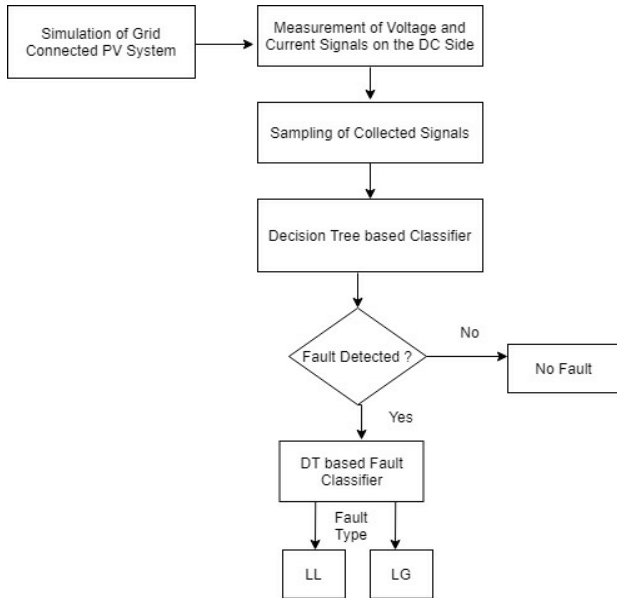 Simulation of Grid
Connected PV System
Measurement of Voltage and
Current Signals on the DC Side
Sampling of Collected Signals
Decision Tree based Classifier
Fault Detected ?
No
No Fault
Yes
DT based Fault
Classifier
Fault
Type
LL
LG